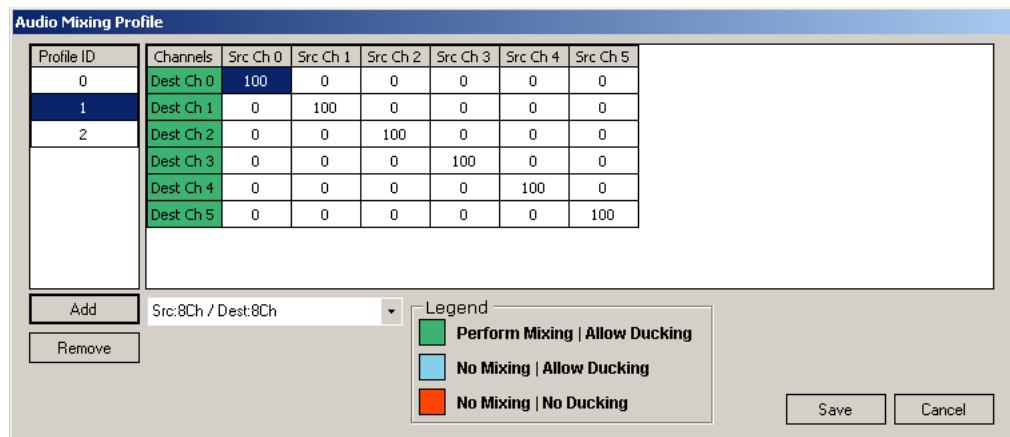 Audio Mixing Profile
Profile ID
0
1
2
Channels Src Ch 0 Src Ch 1 Src Ch 2 Src Ch 3 Src Ch 4 Src Ch 5
Dest Ch 0 100 0 0 0 0 0
Dest Ch 1 0 100 0 0 0 0
Dest Ch 2 0 0 100 0 0 0
Dest Ch 3 0 0 0 100 0 0
Dest Ch 4 0 0 0 0 100 0
Dest Ch 5 0 0 0 0 0 100
Add
Remove
Src:8Ch / Dest:8Ch
Legend
Perform Mixing | Allow Ducking
No Mixing | Allow Ducking
No Mixing | No Ducking
Save
Cancel